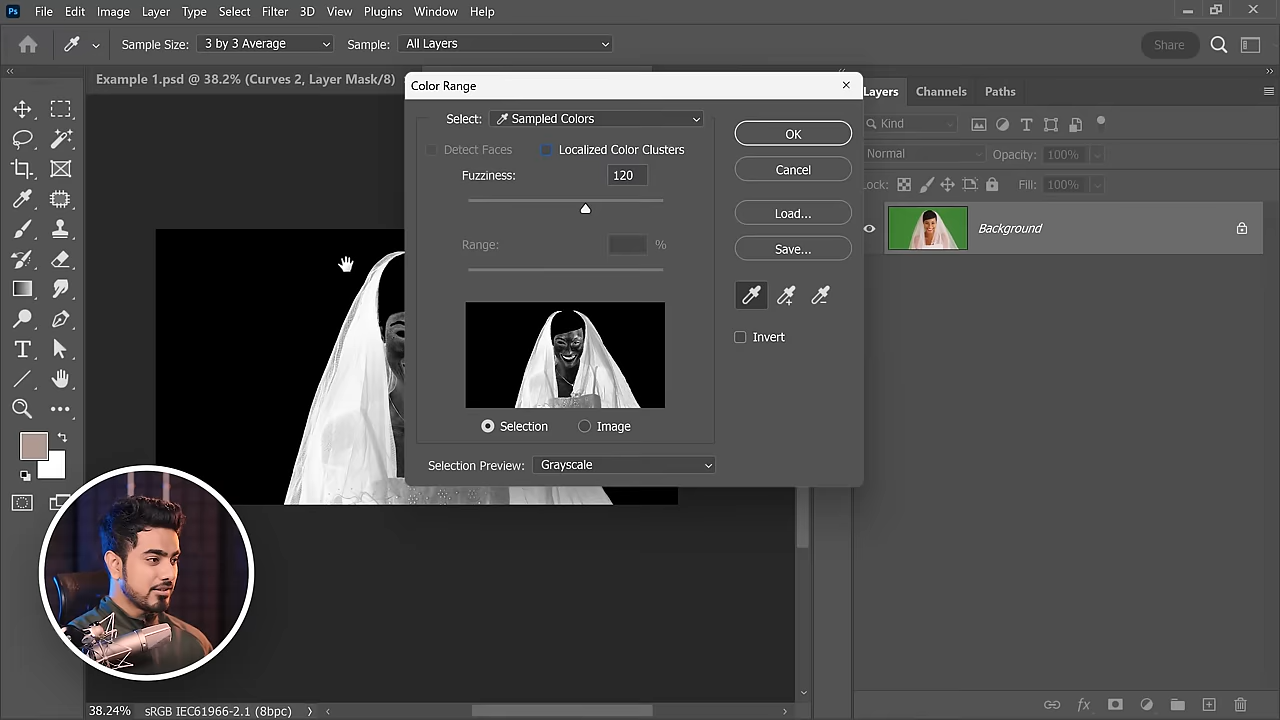 Ps File Edit Image Layer Type Select Filter 3D View Plugins Window Help
Sample Size: 3 by 3 Average Sample: All Layers Share
Example 1.psd @ 38.2% (Curves 2, Layer Mask/8)
Color Range
Layers Channels Paths
Select: Sampled Colors
OK
Kind
Detect Faces Localized Color Clusters
Normal Opacity: 100%
Fuzziness: 120
Cancel
Lock: Fill: 100%
Load...
Background
Range: %
Save...
Invert
Selection Image
Selection Preview: Grayscale
38.24% sRGB IEC61966-2.1 (8bpc)
fx